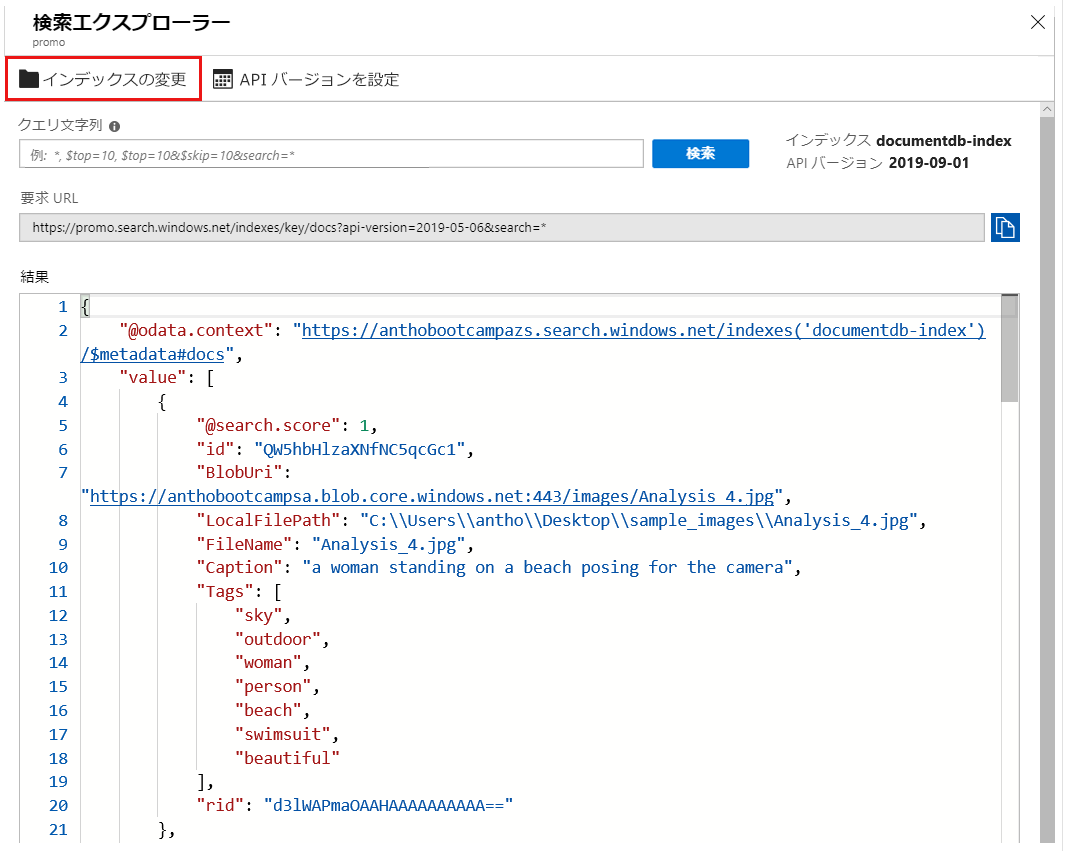 検索エクスプローラー
promo
インデックスの変更 API バージョンを設定
クエリ文字列
例: *, $top=10, $top=10&$skip=10&search=*
検索
インデックス documentdb-index
API バージョン 2019-09-01
要求 URL
https://promo.search.windows.net/indexes/key/docs?api-version=2019-05-06&search=*
結果
1 {
2 "@odata.context": "https://anthobootcampazs.search.windows.net/indexes('documentdb-index')
/$metadata#docs",
3 "value": [
4 {
5 "@search.score": 1,
6 "id": "QW5hbHlzaXNfNC5qcGc1",
7 "BlobUri":
"https://anthobootcampsa.blob.core.windows.net:443/images/Analysis_4.jpg",
8 "LocalFilePath": "C:\\Users\\antho\\Desktop\\sample_images\\Analysis_4.jpg",
9 "FileName": "Analysis_4.jpg",
10 "Caption": "a woman standing on a beach posing for the camera",
11 "Tags": [
12 "sky",
13 "outdoor",
14 "woman",
15 "person",
16 "beach",
17 "swimsuit",
18 "beautiful"
19 ],
20 "rid": "d3lWAPmaOAAHAAAAAAAAAA=="
21 },